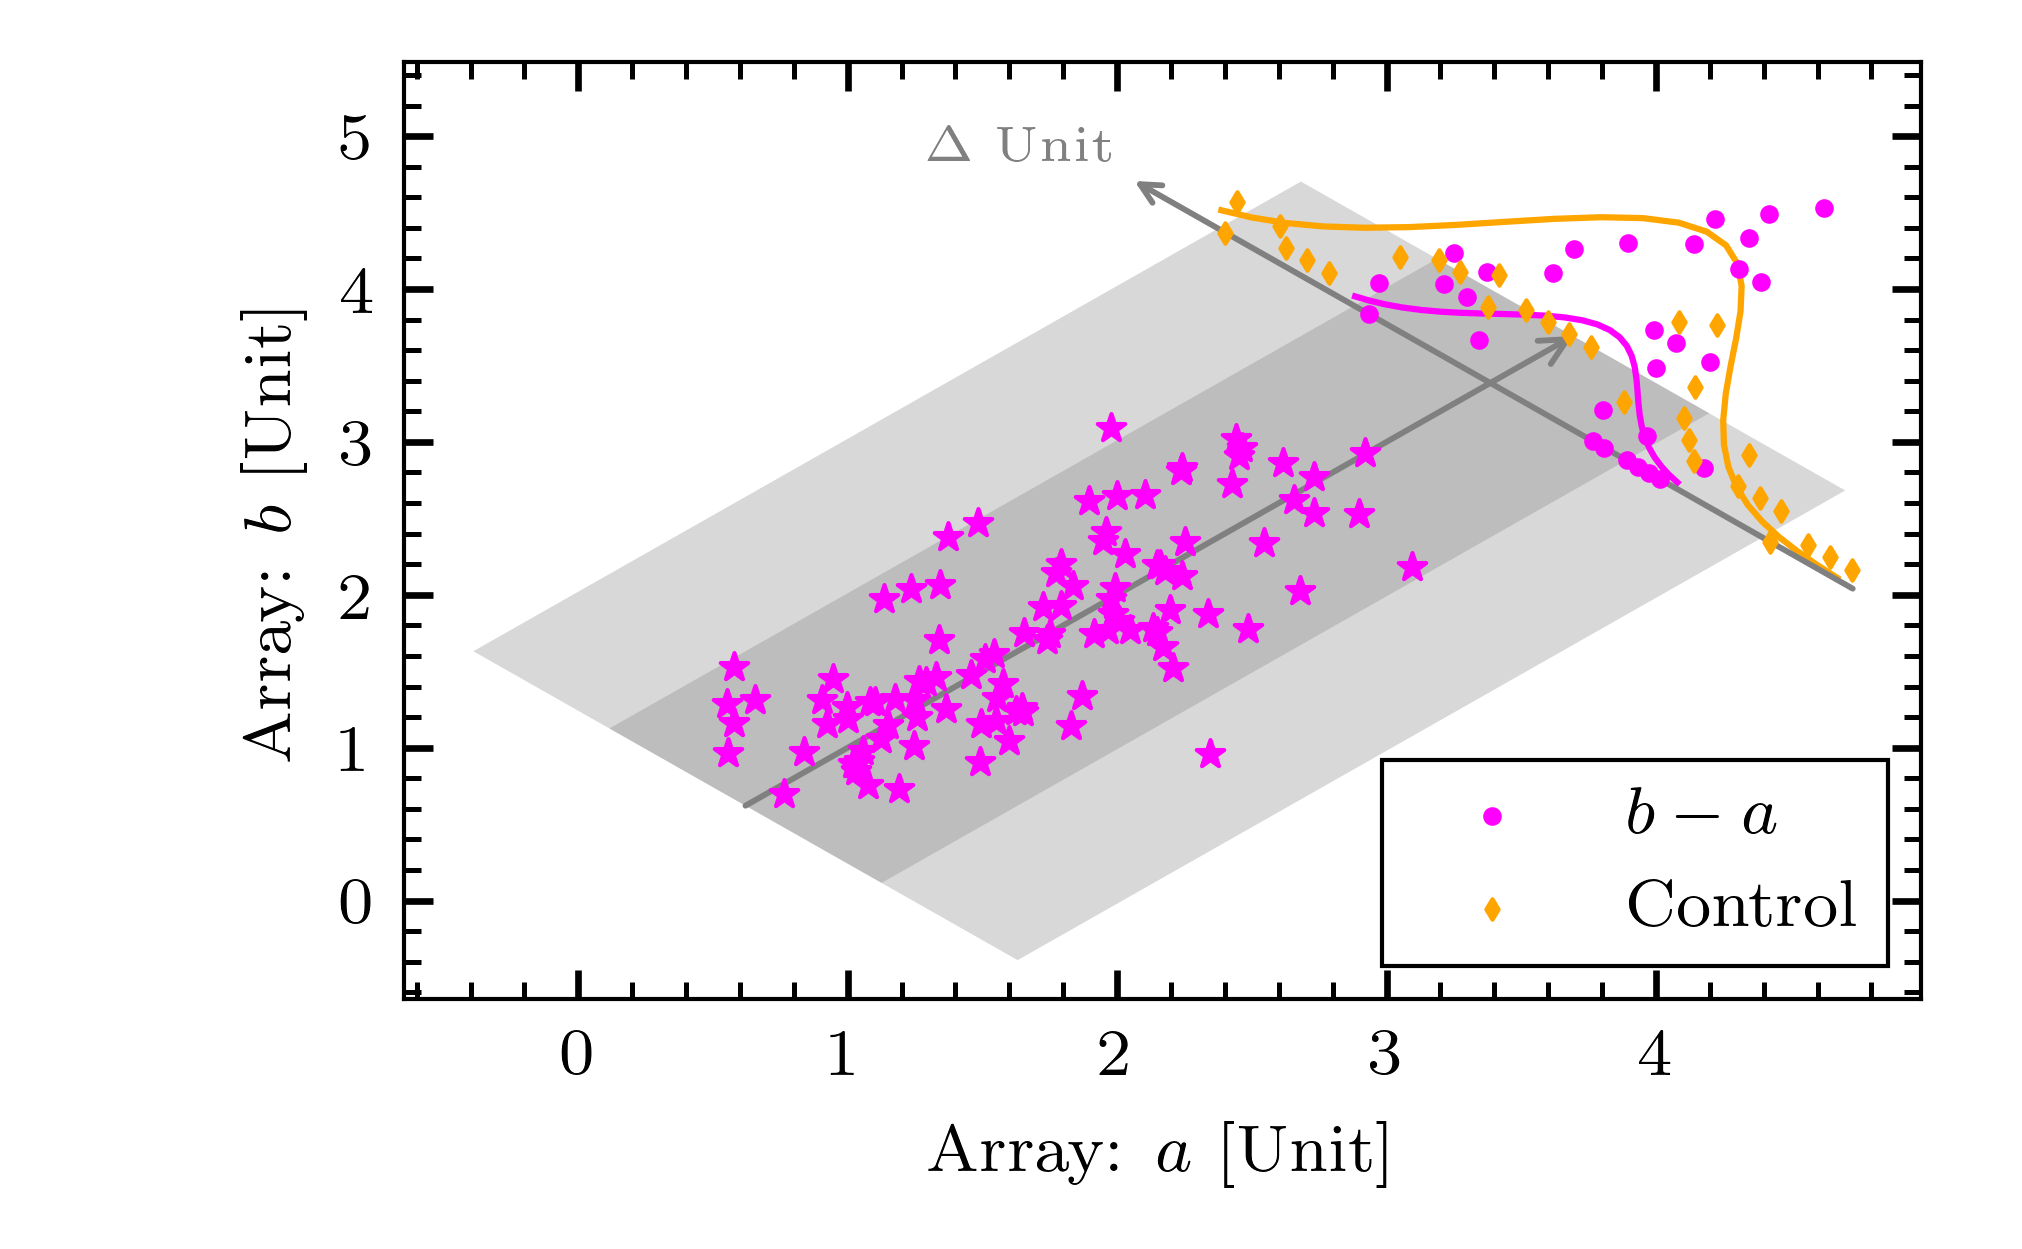 Δ Unit
5
4
3
2
1
0
Array: b [Unit]
b − a
Control
0 1 2 3 4
Array: a [Unit]